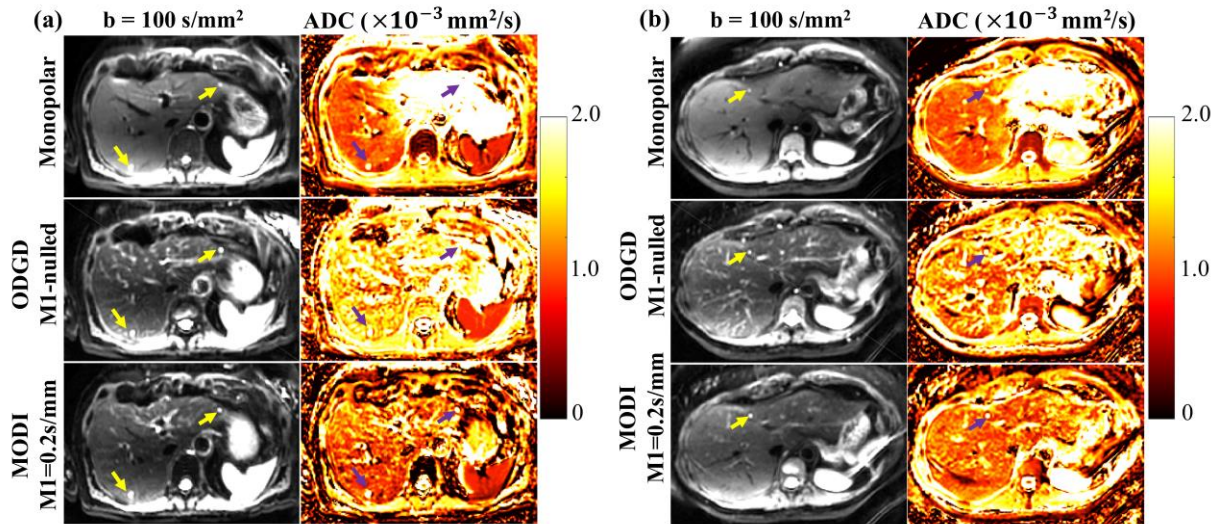 (a) b = 100 s/mm² ADC (×10⁻³ mm²/s)
Monopolar
ODGD
M1-nulled
MODI
M1=0.2s/mm
2.0
1.0
0
(b) b = 100 s/mm² ADC (×10⁻³ mm²/s)
Monopolar
ODGD
M1-nulled
MODI
M1=0.2s/mm
2.0
1.0
0